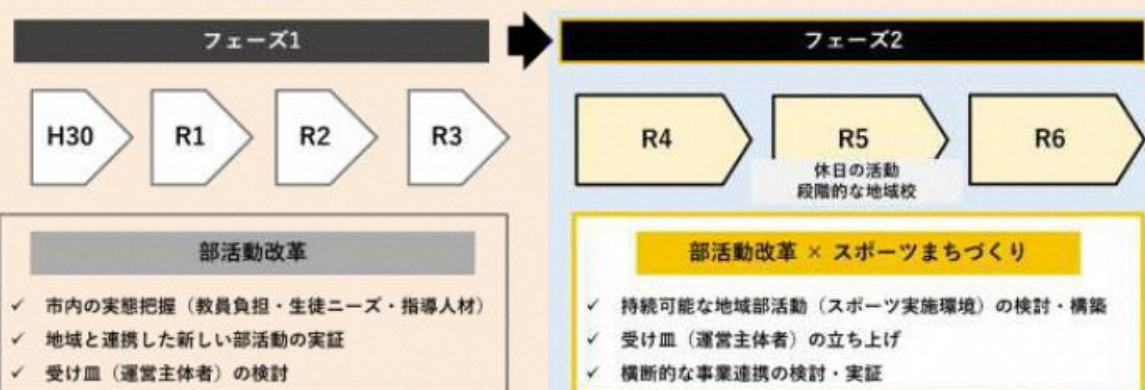 フェーズ1
フェーズ2
H30
R1
R2
R3
R4
R5
R6
休日の活動
段階的な地域校
部活動改革
✓ 市内の実態把握（教員負担・生徒ニーズ・指導人材）
✓ 地域と連携した新しい部活動の実証
✓ 受け皿（運営主体者）の検討
部活動改革 × スポーツまちづくり
✓ 持続可能な地域部活動（スポーツ実施環境）の検討・構築
✓ 受け皿（運営主体者）の立ち上げ
✓ 横断的な事業連携の検討・実証